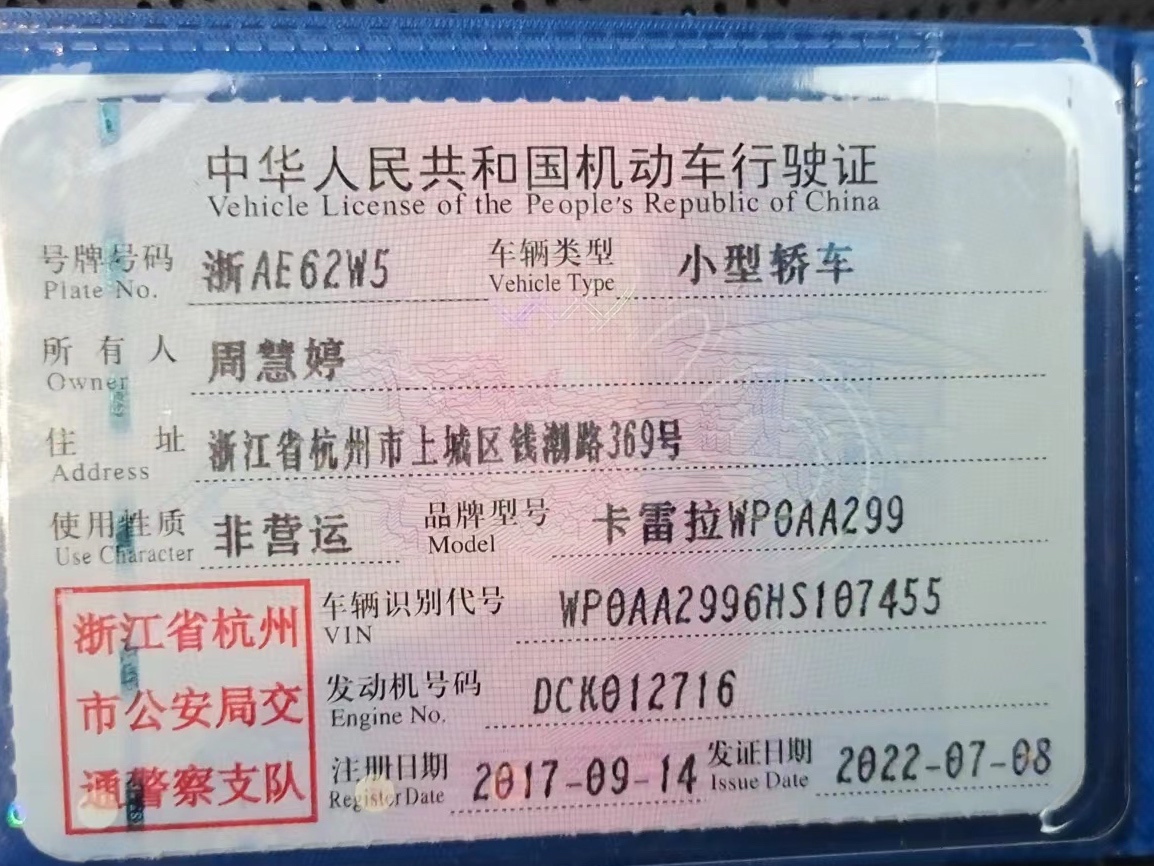 中华人民共和国机动车行驶证
Vehicle License of the People's Republic of China
号牌号码 浙AE62W5 车辆类型 小型轿车
Plate No. Vehicle Type
所有人 周慧婷
Owner
住址 浙江省杭州市上城区钱潮路369号
Address
使用性质 非营运 品牌型号 卡雷拉WP0AA299
Use Character Model
浙江省杭州
市公安局交
通警察支队
车辆识别代号 WP0AA2996HS107455
VIN
发动机号码 DCK012716
Engine No.
注册日期 2017-09-14 发证日期 2022-07-08
Register Date Issue Date